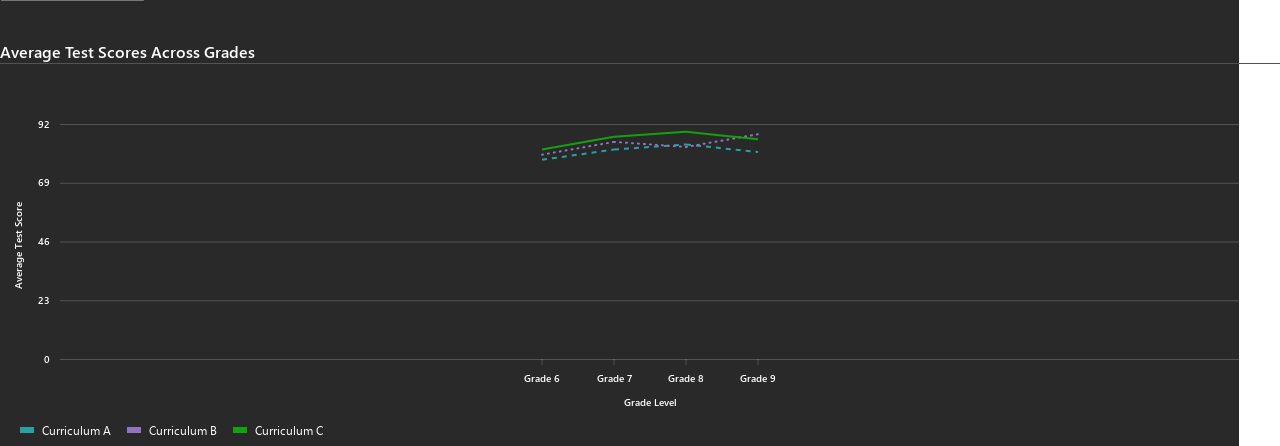 Average Test Scores Across Grades
92
69
46
23
0
Average Test Score
Grade 6 Grade 7 Grade 8 Grade 9
Grade Level
Curriculum A Curriculum B Curriculum C